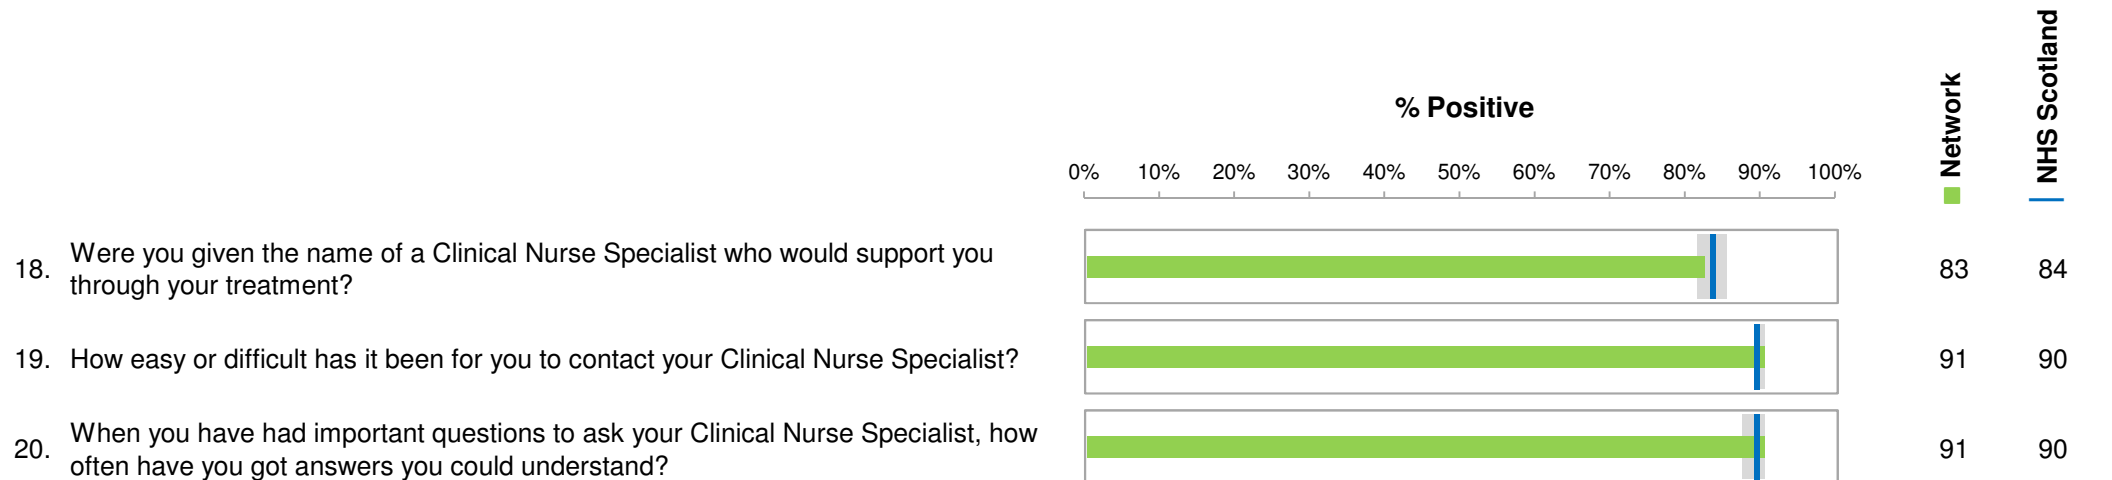 % Positive
Network
NHS Scotland
0% 10% 20% 30% 40% 50% 60% 70% 80% 90% 100%
18. Were you given the name of a Clinical Nurse Specialist who would support you
through your treatment?
83 84
19. How easy or difficult has it been for you to contact your Clinical Nurse Specialist?
91 90
20. When you have had important questions to ask your Clinical Nurse Specialist, how
often have you got answers you could understand?
91 90